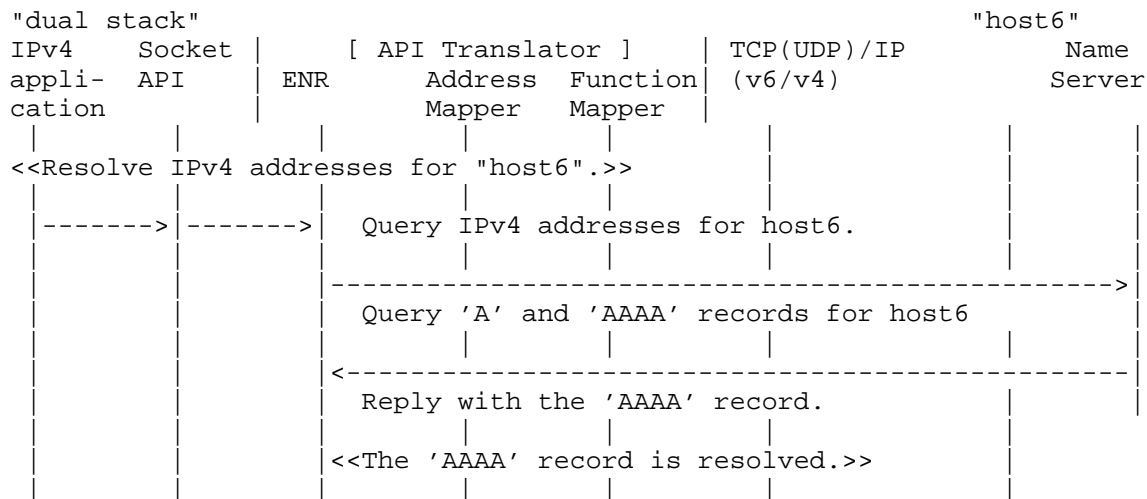 "dual stack" "host6"
IPv4 Socket | [ API Translator ] | TCP(UDP)/IP Name
appli- API | ENR Address Function| (v6/v4) Server
cation | Mapper Mapper |
| | | | | | | |
<<Resolve IPv4 addresses for "host6".>> | | |
| | | | | | | |
|------->|------->| Query IPv4 addresses for host6. | |
| | | | | | | |
| | |------------------------------------------------->|
| | | Query ’A’ and ’AAAA’ records for host6 | |
| | | | | | | |
| | |<-------------------------------------------------|
| | | Reply with the ’AAAA’ record. | |
| | | | | | |
| | |<<The ’AAAA’ record is resolved.>> |
| | | | | | |